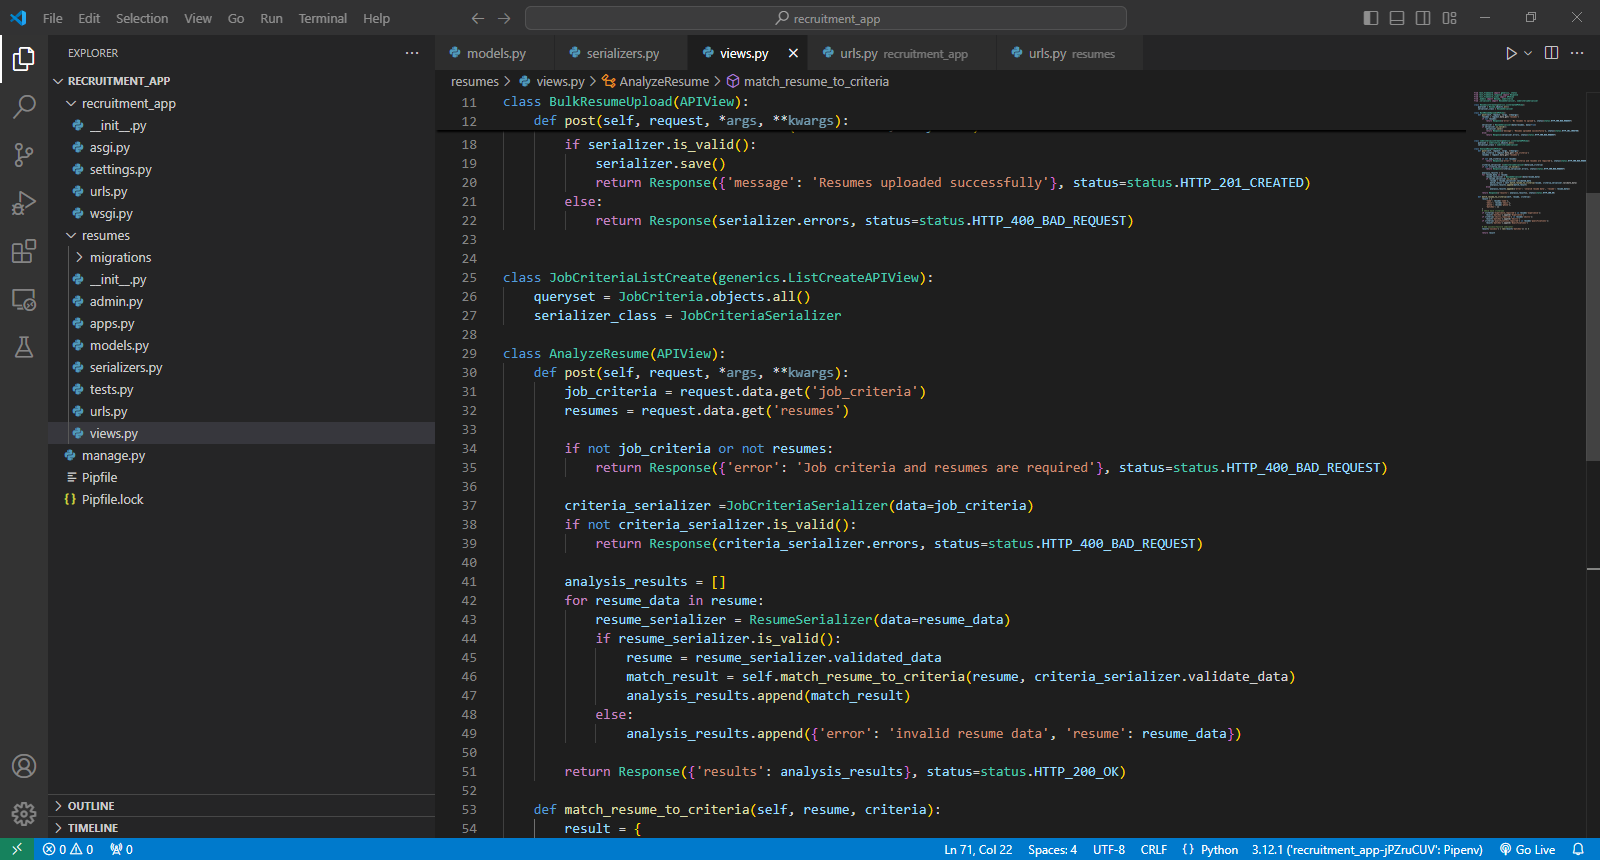 File Edit Selection View Go Run Terminal Help
recruitment_app
EXPLORER
models.py serializers.py views.py urls.py recruitment_app urls.py resumes
resumes > views.py > AnalyzeResume > match_resume_to_criteria
RECRUITMENT_APP
recruitment_app
__init__.py
asgi.py
settings.py
urls.py
wsgi.py
resumes
migrations
__init__.py
admin.py
apps.py
models.py
serializers.py
tests.py
urls.py
views.py
manage.py
Pipfile
{} Pipfile.lock
OUTLINE
TIMELINE
11 class BulkResumeUpload(APIView):
12     def post(self, request, *args, **kwargs):
18         if serializer.is_valid():
19             serializer.save()
20             return Response({'message': 'Resumes uploaded successfully'}, status=status.HTTP_201_CREATED)
21         else:
22             return Response(serializer.errors, status=status.HTTP_400_BAD_REQUEST)
23
24
25 class JobCriteriaListCreate(generics.ListCreateAPIView):
26     queryset = JobCriteria.objects.all()
27     serializer_class = JobCriteriaSerializer
28
29 class AnalyzeResume(APIView):
30     def post(self, request, *args, **kwargs):
31         job_criteria = request.data.get('job_criteria')
32         resumes = request.data.get('resumes')
33
34         if not job_criteria or not resumes:
35             return Response({'error': 'Job criteria and resumes are required'}, status=status.HTTP_400_BAD_REQUEST)
36
37         criteria_serializer =JobCriteriaSerializer(data=job_criteria)
38         if not criteria_serializer.is_valid():
39             return Response(criteria_serializer.errors, status=status.HTTP_400_BAD_REQUEST)
40
41         analysis_results = []
42         for resume_data in resume:
43             resume_serializer = ResumeSerializer(data=resume_data)
44             if resume_serializer.is_valid():
45                 resume = resume_serializer.validated_data
46                 match_result = self.match_resume_to_criteria(resume, criteria_serializer.validate_data)
47                 analysis_results.append(match_result)
48             else:
49                 analysis_results.append({'error': 'invalid resume data', 'resume': resume_data})
50
51         return Response({'results': analysis_results}, status=status.HTTP_200_OK)
52
53     def match_resume_to_criteria(self, resume, criteria):
54         result = {
0 0 0 Ln 71, Col 22 Spaces: 4 UTF-8 CRLF {} Python 3.12.1 ('recruitment_app-jPZruCUV': Pipenv) Go Live